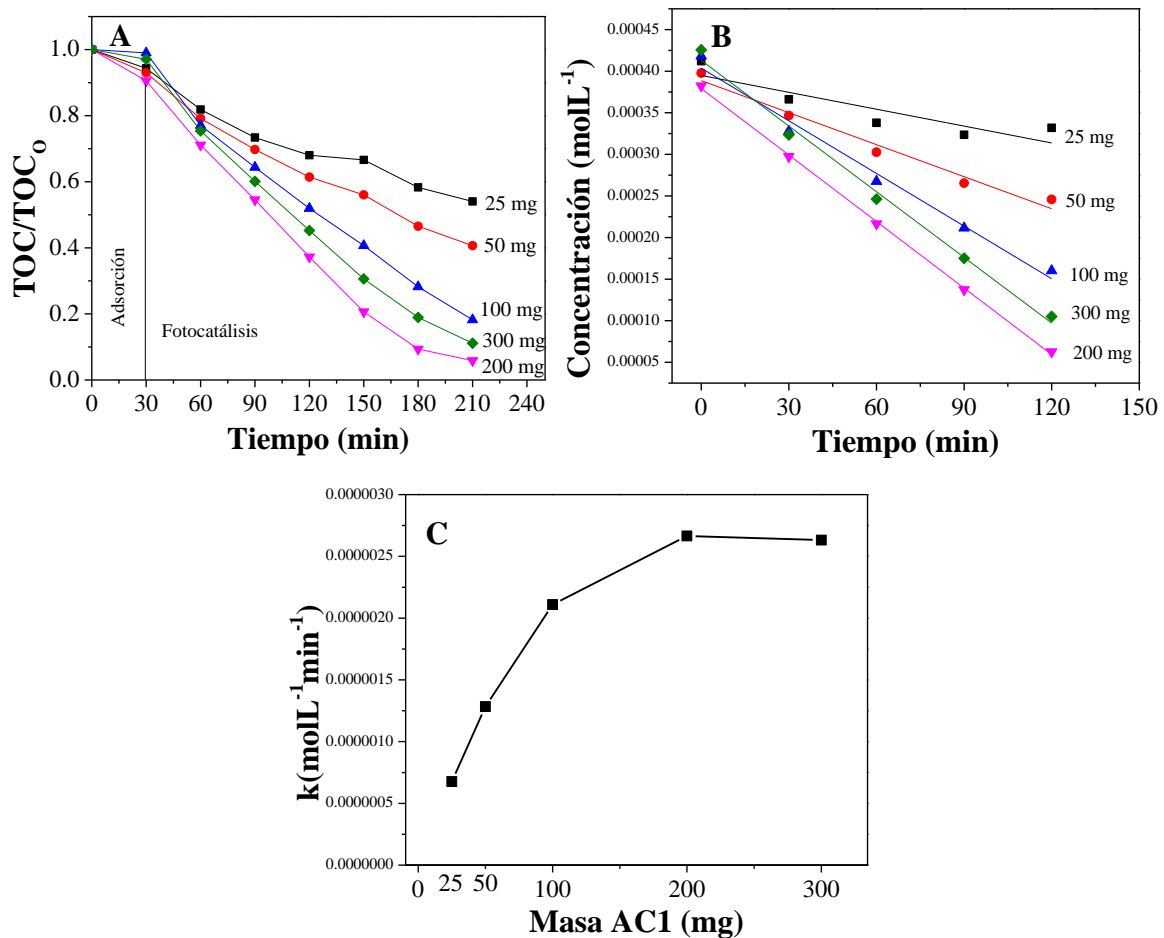 A
TOC/TOC_O
1.0
0.8
0.6
0.4
0.2
0.0
25 mg
50 mg
100 mg
300 mg
200 mg
Adsorción
Fotocatálisis
0 30 60 90 120 150 180 210 240
Tiempo (min)
B
Concentración (molL⁻¹)
0.00045
0.00040
0.00035
0.00030
0.00025
0.00020
0.00015
0.00010
0.00005
25 mg
50 mg
100 mg
300 mg
200 mg
0 30 60 90 120 150
Tiempo (min)
C
k(molL⁻¹min⁻¹)
0.0000030
0.0000025
0.0000020
0.0000015
0.0000010
0.0000005
0.0000000
0 25 50 100 200 300
Masa AC1 (mg)